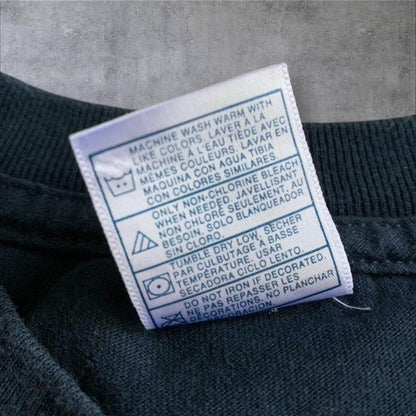 MACHINE WASH WARM WITH
LIKE COLORS. LAVER A LA
MACHINE À L'EAU TIÈDE AVEC
MÊMES COULEURS. LAVAR EN
MAQUINA CON AGUA TIBIA
CON COLORES SIMILARES.
ONLY NON-CHLORINE BLEACH
WHEN NEEDED. JAVELLISANT
NON CHLORE SEULEMENT, AU
BESOIN. SOLO BLANQUEADOR
SIN CLORO.
TUMBLE DRY LOW. SÉCHER
PAR CULBUTAGE À BASSE
TEMPÉRATURE. USAR
SECADORA CICLO LENTO.
DO NOT IRON IF DECORATED.
NE PAS REPASSER LES
DÉCORATIONS. NO PLANCHAR
DECORACION.